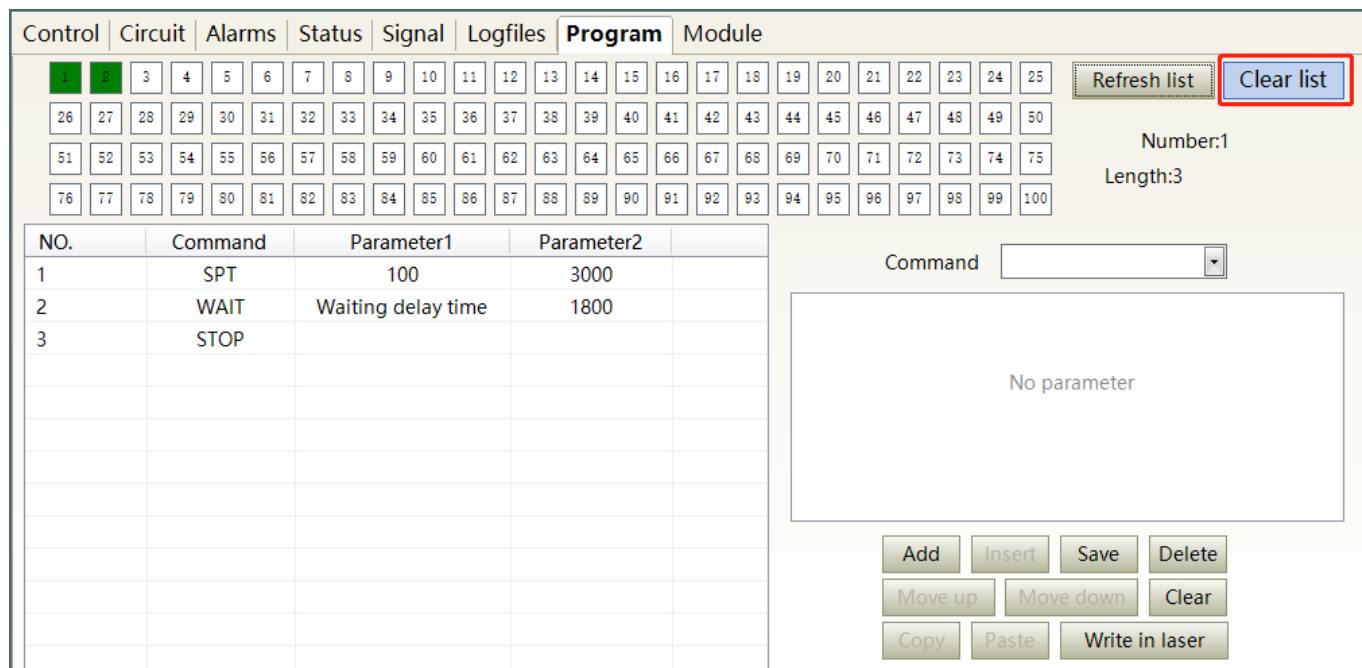 Control Circuit Alarms Status Signal Logfiles Program Module
1 2 3 4 5 6 7 8 9 10 11 12 13 14 15 16 17 18 19 20 21 22 23 24 25 Refresh list Clear list
26 27 28 29 30 31 32 33 34 35 36 37 38 39 40 41 42 43 44 45 46 47 48 49 50
Number:1
51 52 53 54 55 56 57 58 59 60 61 62 63 64 65 66 67 68 69 70 71 72 73 74 75
Length:3
76 77 78 79 80 81 82 83 84 85 86 87 88 89 90 91 92 93 94 95 96 97 98 99 100
NO. Command Parameter1 Parameter2
1 SPT 100 3000
2 WAIT Waiting delay time 1800
3 STOP
Command
No parameter
Add Insert Save Delete
Move up Move down Clear
Copy Paste Write in laser